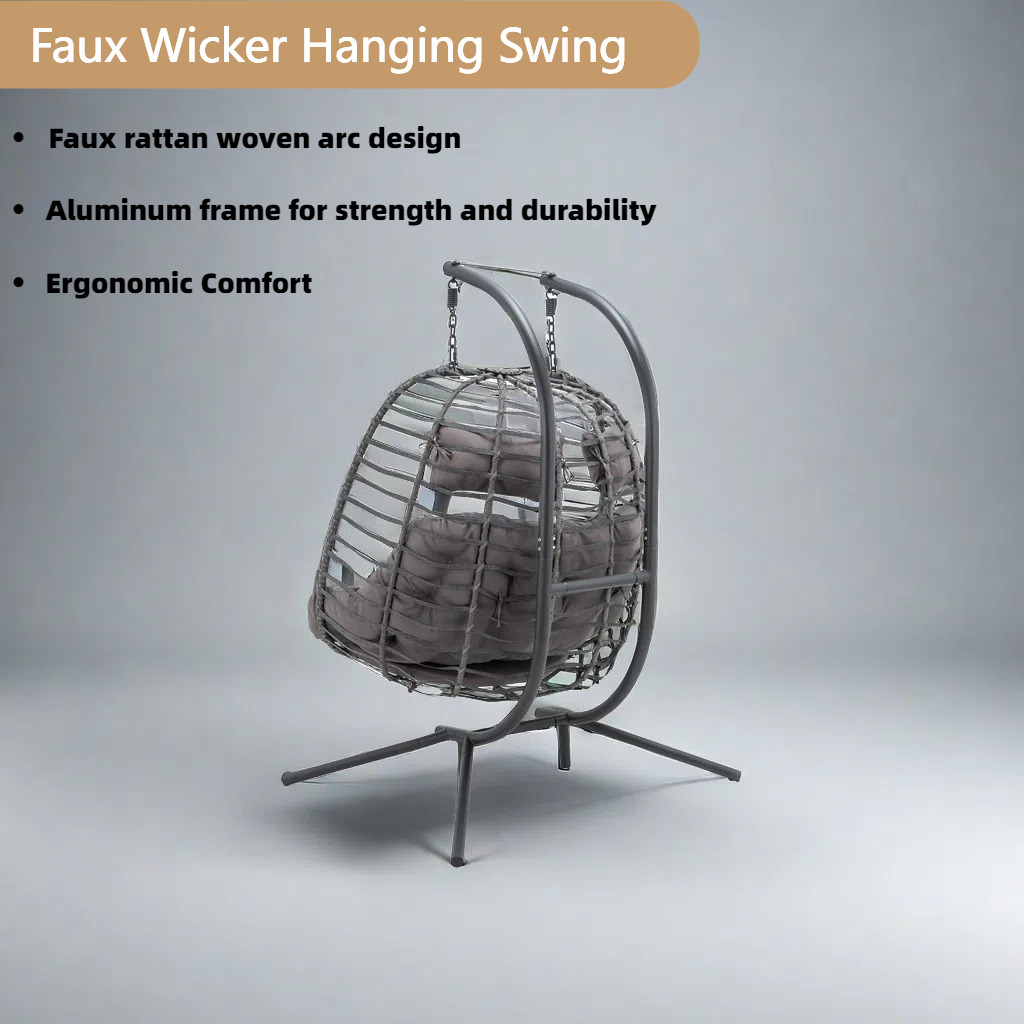 Faux Wicker Hanging Swing
• Faux rattan woven arc design
• Aluminum frame for strength and durability
• Ergonomic Comfort